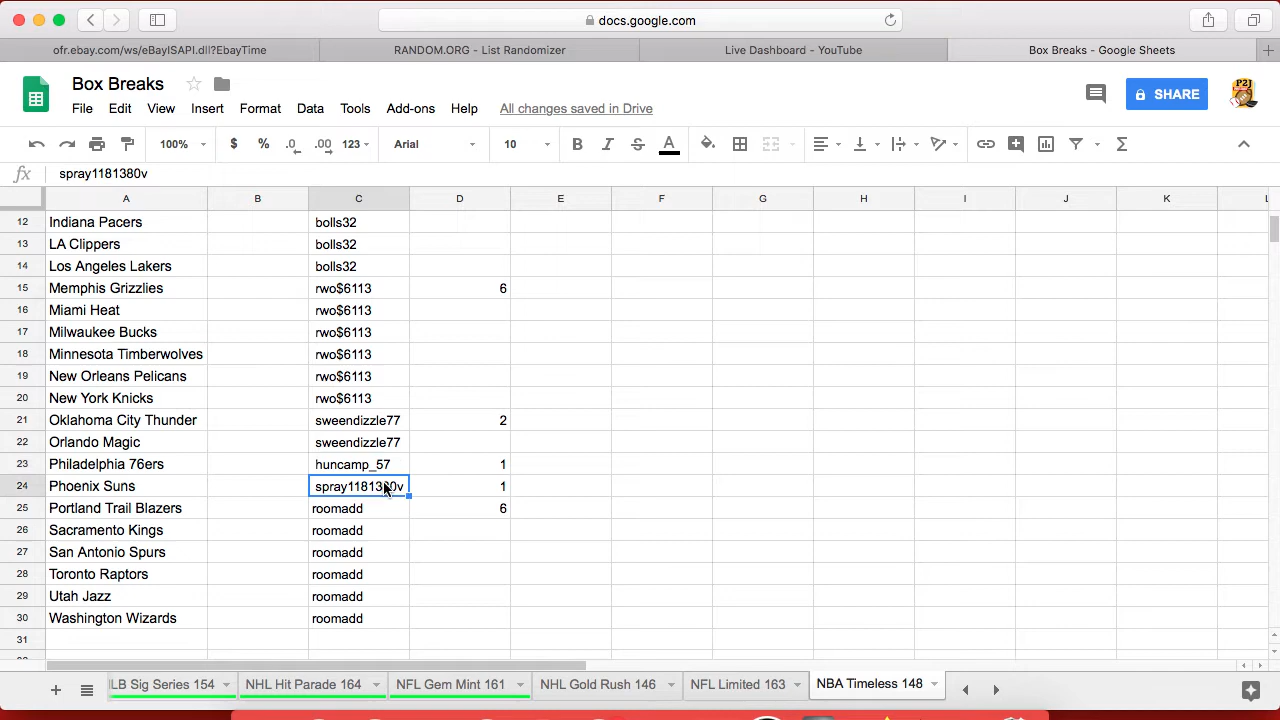 docs.google.com
ofr.ebay.com/ws/eBayISAPI.dll?EbayTime
RANDOM.ORG - List Randomizer
Live Dashboard - YouTube
Box Breaks - Google Sheets
Box Breaks
File Edit View Insert Format Data Tools Add-ons Help All changes saved in Drive
SHARE
100% $ % .0 .00 123 Arial 10 B I S A
fx spray1181380v
A B C D E F G H I J K L
12 Indiana Pacers bolls32
13 LA Clippers bolls32
14 Los Angeles Lakers bolls32
15 Memphis Grizzlies rwo$6113 6
16 Miami Heat rwo$6113
17 Milwaukee Bucks rwo$6113
18 Minnesota Timberwolves rwo$6113
19 New Orleans Pelicans rwo$6113
20 New York Knicks rwo$6113
21 Oklahoma City Thunder sweendizzle77 2
22 Orlando Magic sweendizzle77
23 Philadelphia 76ers huncamp_57 1
24 Phoenix Suns spray1181380v 1
25 Portland Trail Blazers roomadd 6
26 Sacramento Kings roomadd
27 San Antonio Spurs roomadd
28 Toronto Raptors roomadd
29 Utah Jazz roomadd
30 Washington Wizards roomadd
31
LB Sig Series 154 NHL Hit Parade 164 NFL Gem Mint 161 NHL Gold Rush 146 NFL Limited 163 NBA Timeless 148